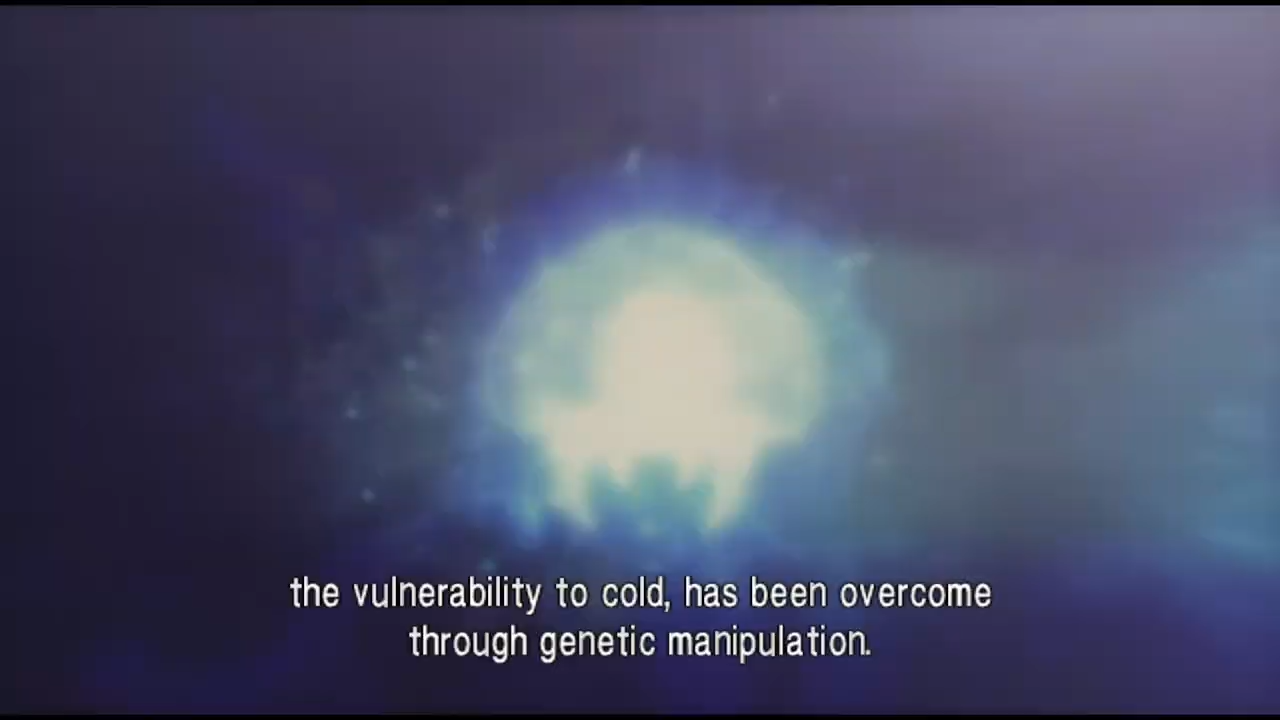 the vulnerability to cold, has been overcome
through genetic manipulation.